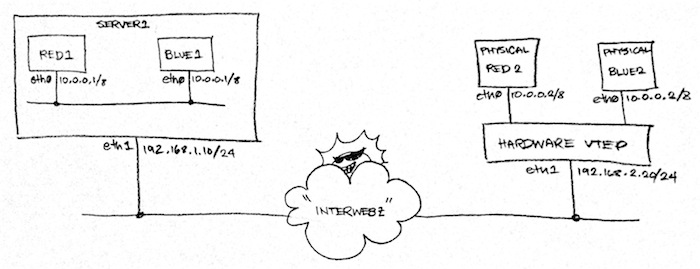 SERVER1
RED1
BLUE1
eth0 10.0.0.1/8
eth0 10.0.0.1/8
eth1 192.168.1.10/24
"INTERWEBZ"
PHYSICAL
RED2
PHYSICAL
BLUE2
eth0 10.0.0.2/8
eth0 10.0.0.2/8
HARDWARE VTEP
eth1 192.168.2.20/24